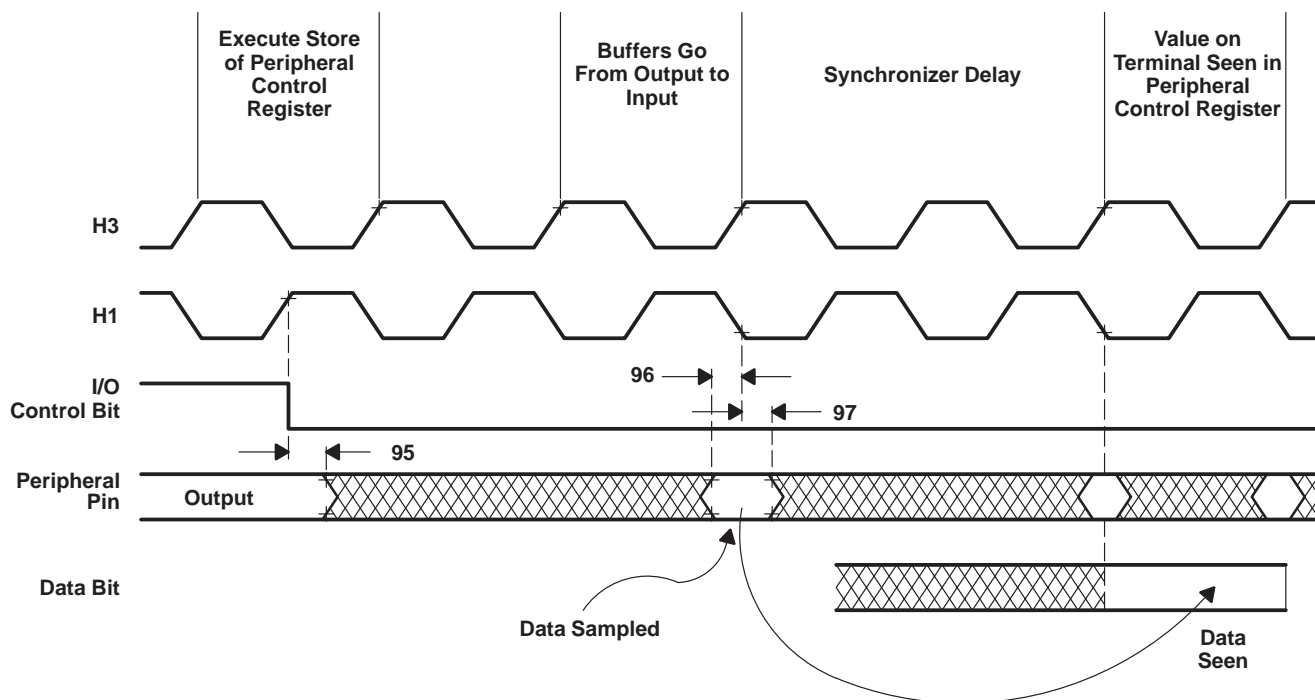 Execute Store
of Peripheral
Control
Register
Buffers Go
From Output to
Input
Synchronizer Delay
Value on
Terminal Seen in
Peripheral
Control Register
H3
H1
I/O
Control Bit
96
97
95
Peripheral
Pin
Output
Data Bit
Data Sampled
Data
Seen